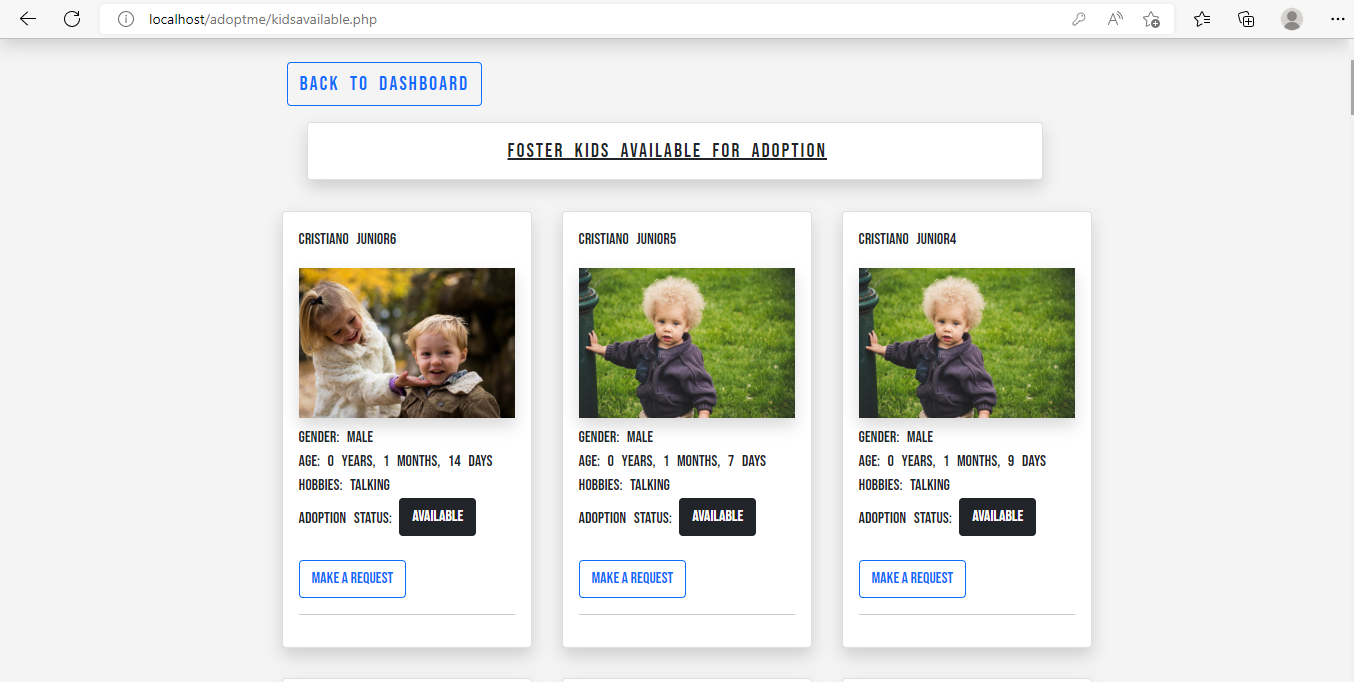 localhost/adoptme/kidsavailable.php
BACK TO DASHBOARD
FOSTER KIDS AVAILABLE FOR ADOPTION
CRISTIANO JUNIOR6
GENDER: MALE
AGE: 0 YEARS, 1 MONTHS, 14 DAYS
HOBBIES: TALKING
ADOPTION STATUS: AVAILABLE
MAKE A REQUEST
CRISTIANO JUNIOR5
GENDER: MALE
AGE: 0 YEARS, 1 MONTHS, 7 DAYS
HOBBIES: TALKING
ADOPTION STATUS: AVAILABLE
MAKE A REQUEST
CRISTIANO JUNIOR4
GENDER: MALE
AGE: 0 YEARS, 1 MONTHS, 9 DAYS
HOBBIES: TALKING
ADOPTION STATUS: AVAILABLE
MAKE A REQUEST